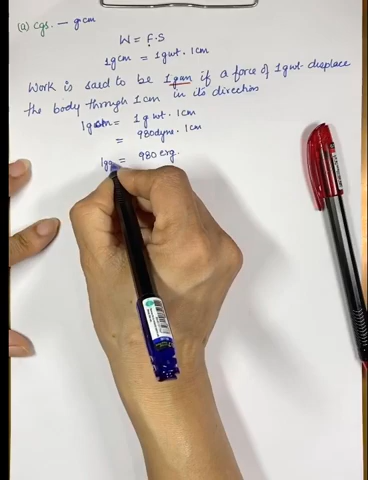 (a) cgs. — gcm
W = F.S
1gcm = 1gwt . 1cm
Work is said to be 1gcm if a force of 1gwt. displace
the body through 1cm in its direction
1gcm = 1gwt . 1cm
= 980dyne . 1cm
1g = 980 erg.